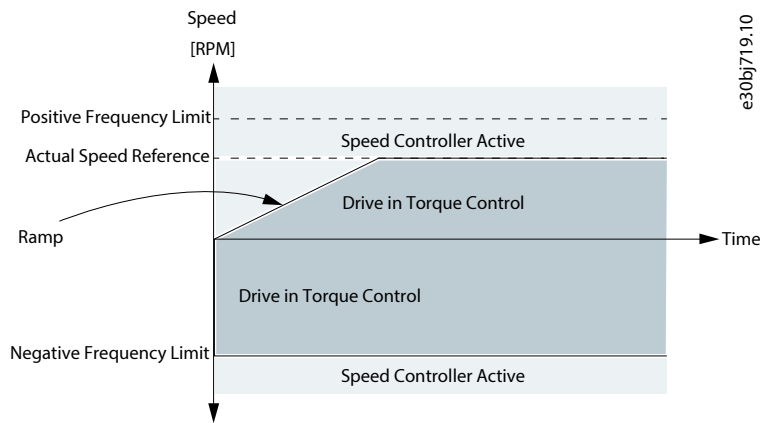 Speed
[RPM]
e30bj719.10
Positive Frequency Limit
Speed Controller Active
Actual Speed Reference
Drive in Torque Control
Ramp
Time
Drive in Torque Control
Negative Frequency Limit
Speed Controller Active